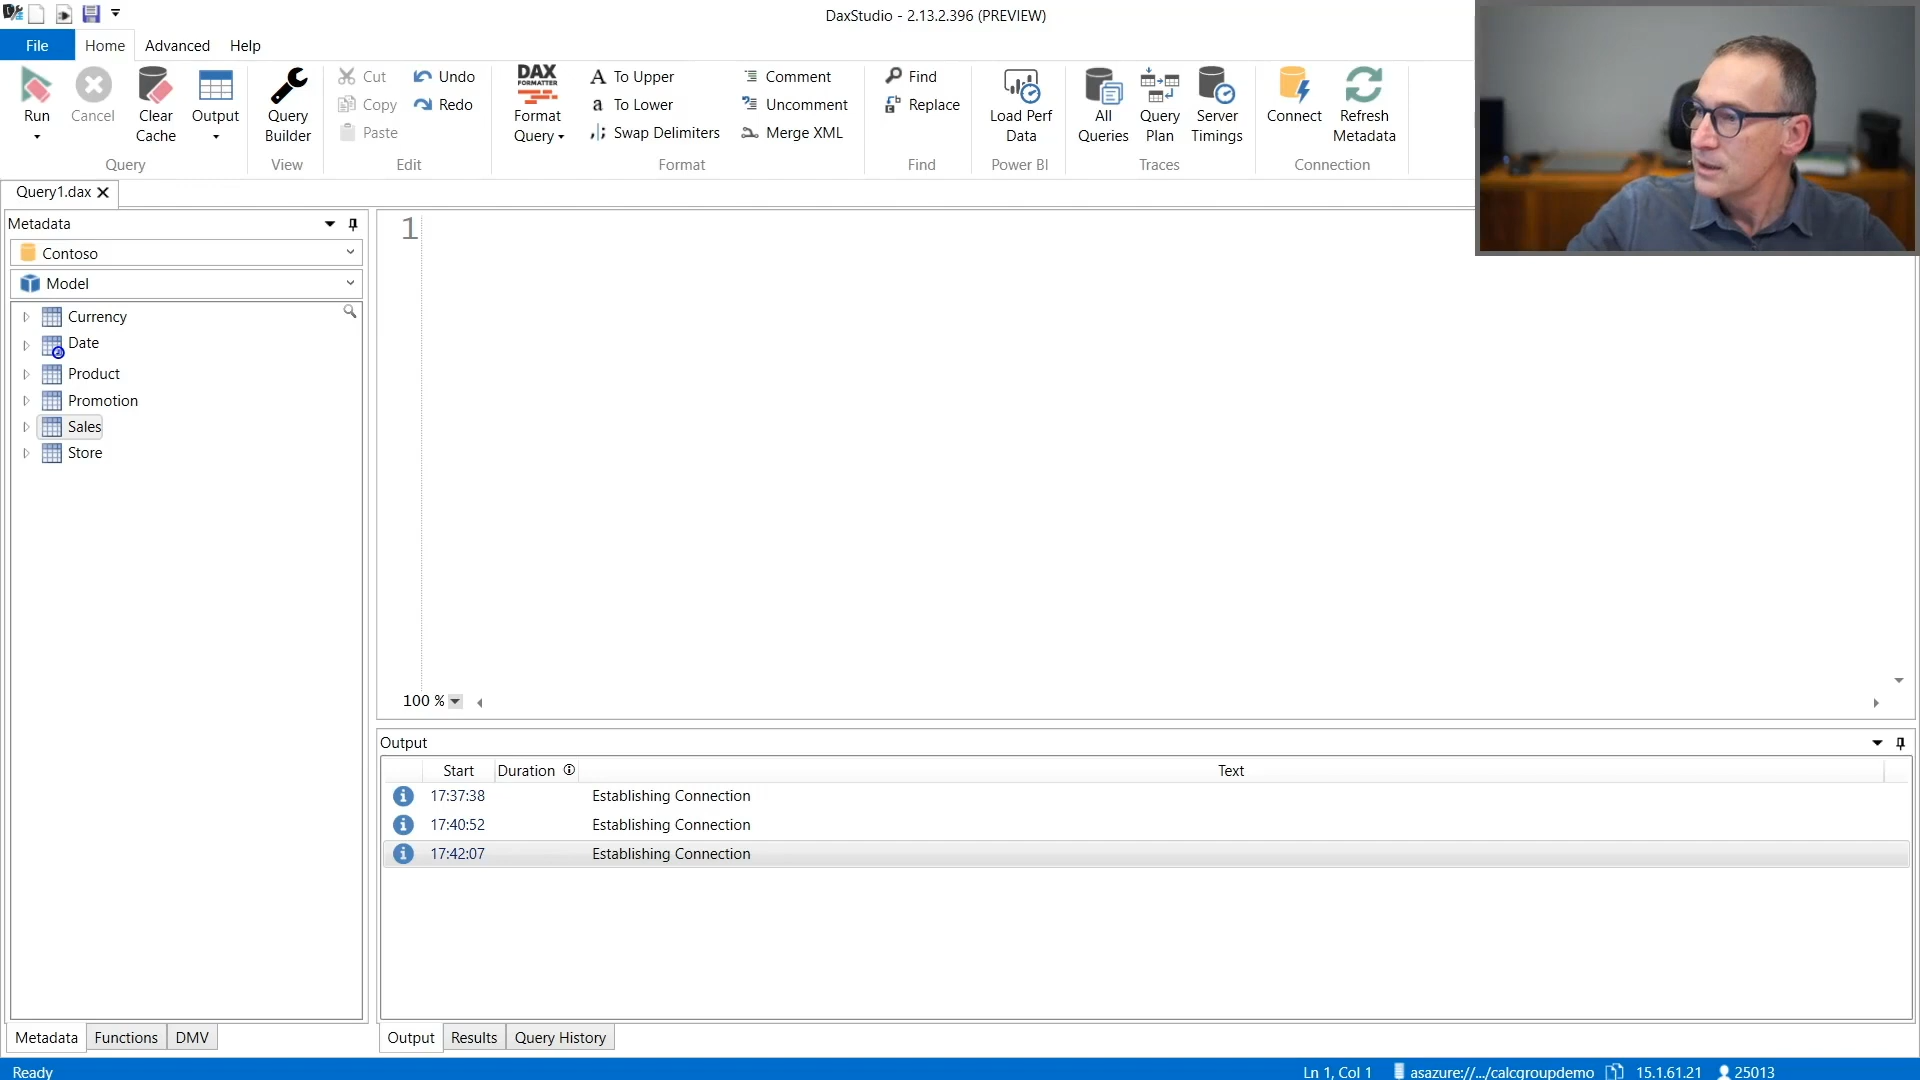 DaxStudio - 2.13.2.396 (PREVIEW)
File Home Advanced Help
Run
Cancel
Clear
Cache
Output
Query
Query
Builder
View
Cut
Copy
Paste
Undo
Redo
Edit
DAX
FORMATTER
Format
Query
To Upper
To Lower
Swap Delimiters
Comment
Uncomment
Merge XML
Format
Find
Replace
Find
Load Perf
Data
Power BI
All
Queries
Query
Plan
Server
Timings
Traces
Connect
Refresh
Metadata
Connection
Query1.dax
Metadata
Contoso
Model
Currency
Date
Product
Promotion
Sales
Store
1
100 %
Output
Start Duration Text
17:37:38 Establishing Connection
17:40:52 Establishing Connection
17:42:07 Establishing Connection
Metadata Functions DMV
Output Results Query History
Ready
Ln 1, Col 1 asazure://.../calcgroupdemo 15.1.61.21 25013